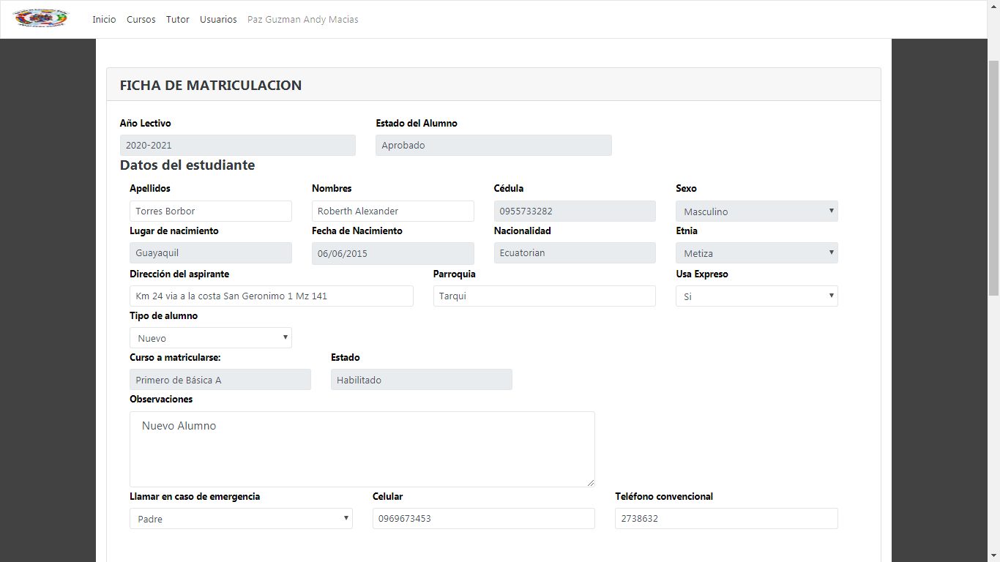 Inicio Cursos Tutor Usuarios Paz Guzman Andy Macias
FICHA DE MATRICULACION
Año Lectivo Estado del Alumno
2020-2021 Aprobado
Datos del estudiante
Apellidos Nombres Cédula Sexo
Torres Borbor Roberth Alexander 0955733282 Masculino
Lugar de nacimiento Fecha de Nacimiento Nacionalidad Etnia
Guayaquil 06/06/2015 Ecuatorian Metiza
Dirección del aspirante Parroquia Usa Expreso
Km 24 via a la costa San Geronimo 1 Mz 141 Tarqui Si
Tipo de alumno
Nuevo
Curso a matricularse: Estado
Primero de Básica A Habilitado
Observaciones
Nuevo Alumno
Llamar en caso de emergencia Celular Teléfono convencional
Padre 0969673453 2738632